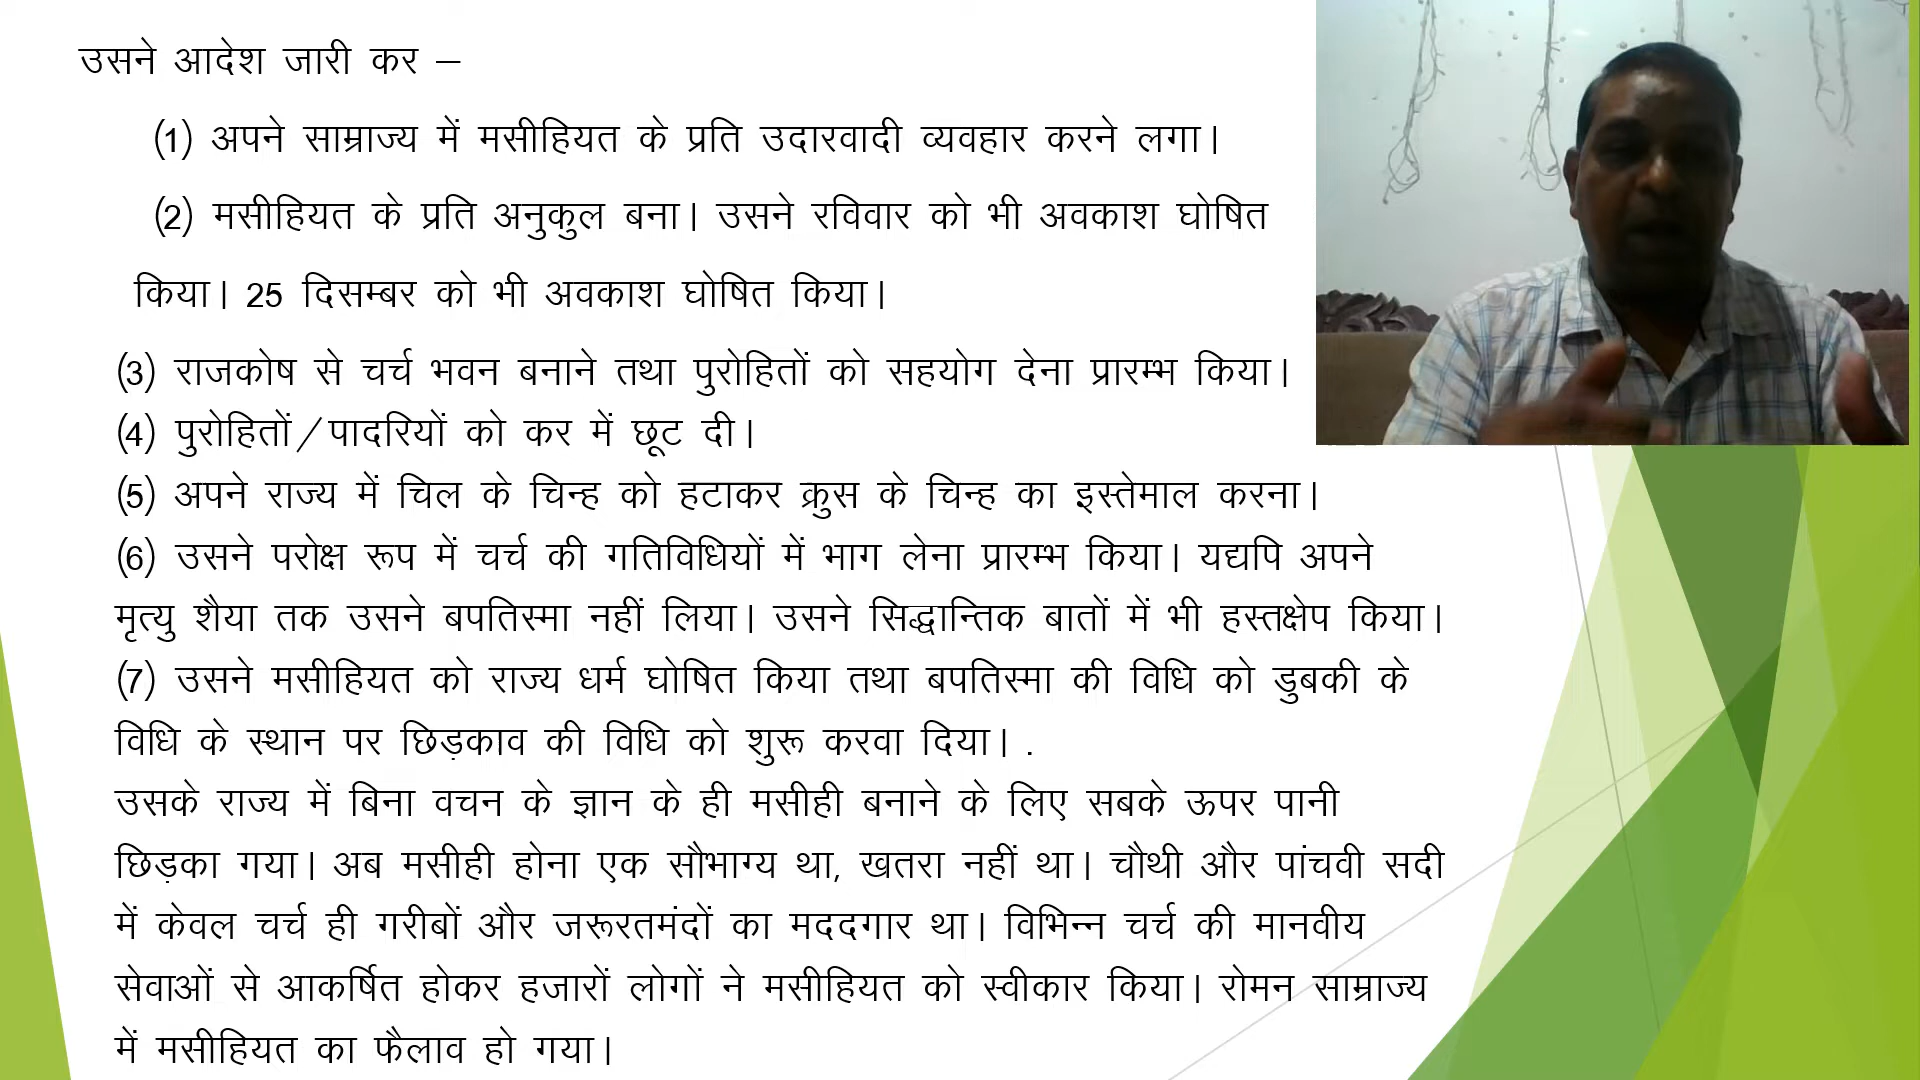 उसने आदेश जारी कर –
(1) अपने साम्राज्य में मसीहियत के प्रति उदारवादी व्यवहार करने लगा।
(2) मसीहियत के प्रति अनुकुल बना। उसने रविवार को भी अवकाश घोषित
किया। 25 दिसम्बर को भी अवकाश घोषित किया।
(3) राजकोष से चर्च भवन बनाने तथा पुरोहितों को सहयोग देना प्रारम्भ किया।
(4) पुरोहितों/पादरियों को कर में छूट दी।
(5) अपने राज्य में चिल के चिन्ह को हटाकर क्रुस के चिन्ह का इस्तेमाल करना।
(6) उसने परोक्ष रूप में चर्च की गतिविधियों में भाग लेना प्रारम्भ किया। यद्यपि अपने
मृत्यु शैया तक उसने बपतिस्मा नहीं लिया। उसने सिद्धान्तिक बातों में भी हस्तक्षेप किया।
(7) उसने मसीहियत को राज्य धर्म घोषित किया तथा बपतिस्मा की विधि को डुबकी के
विधि के स्थान पर छिड़काव की विधि को शुरू करवा दिया। .
उसके राज्य में बिना वचन के ज्ञान के ही मसीही बनाने के लिए सबके ऊपर पानी
छिड़का गया। अब मसीही होना एक सौभाग्य था, खतरा नहीं था। चौथी और पांचवी सदी
में केवल चर्च ही गरीबों और जरूरतमंदों का मददगार था। विभिन्न चर्च की मानवीय
सेवाओं से आकर्षित होकर हजारों लोगों ने मसीहियत को स्वीकार किया। रोमन साम्राज्य
में मसीहियत का फैलाव हो गया।